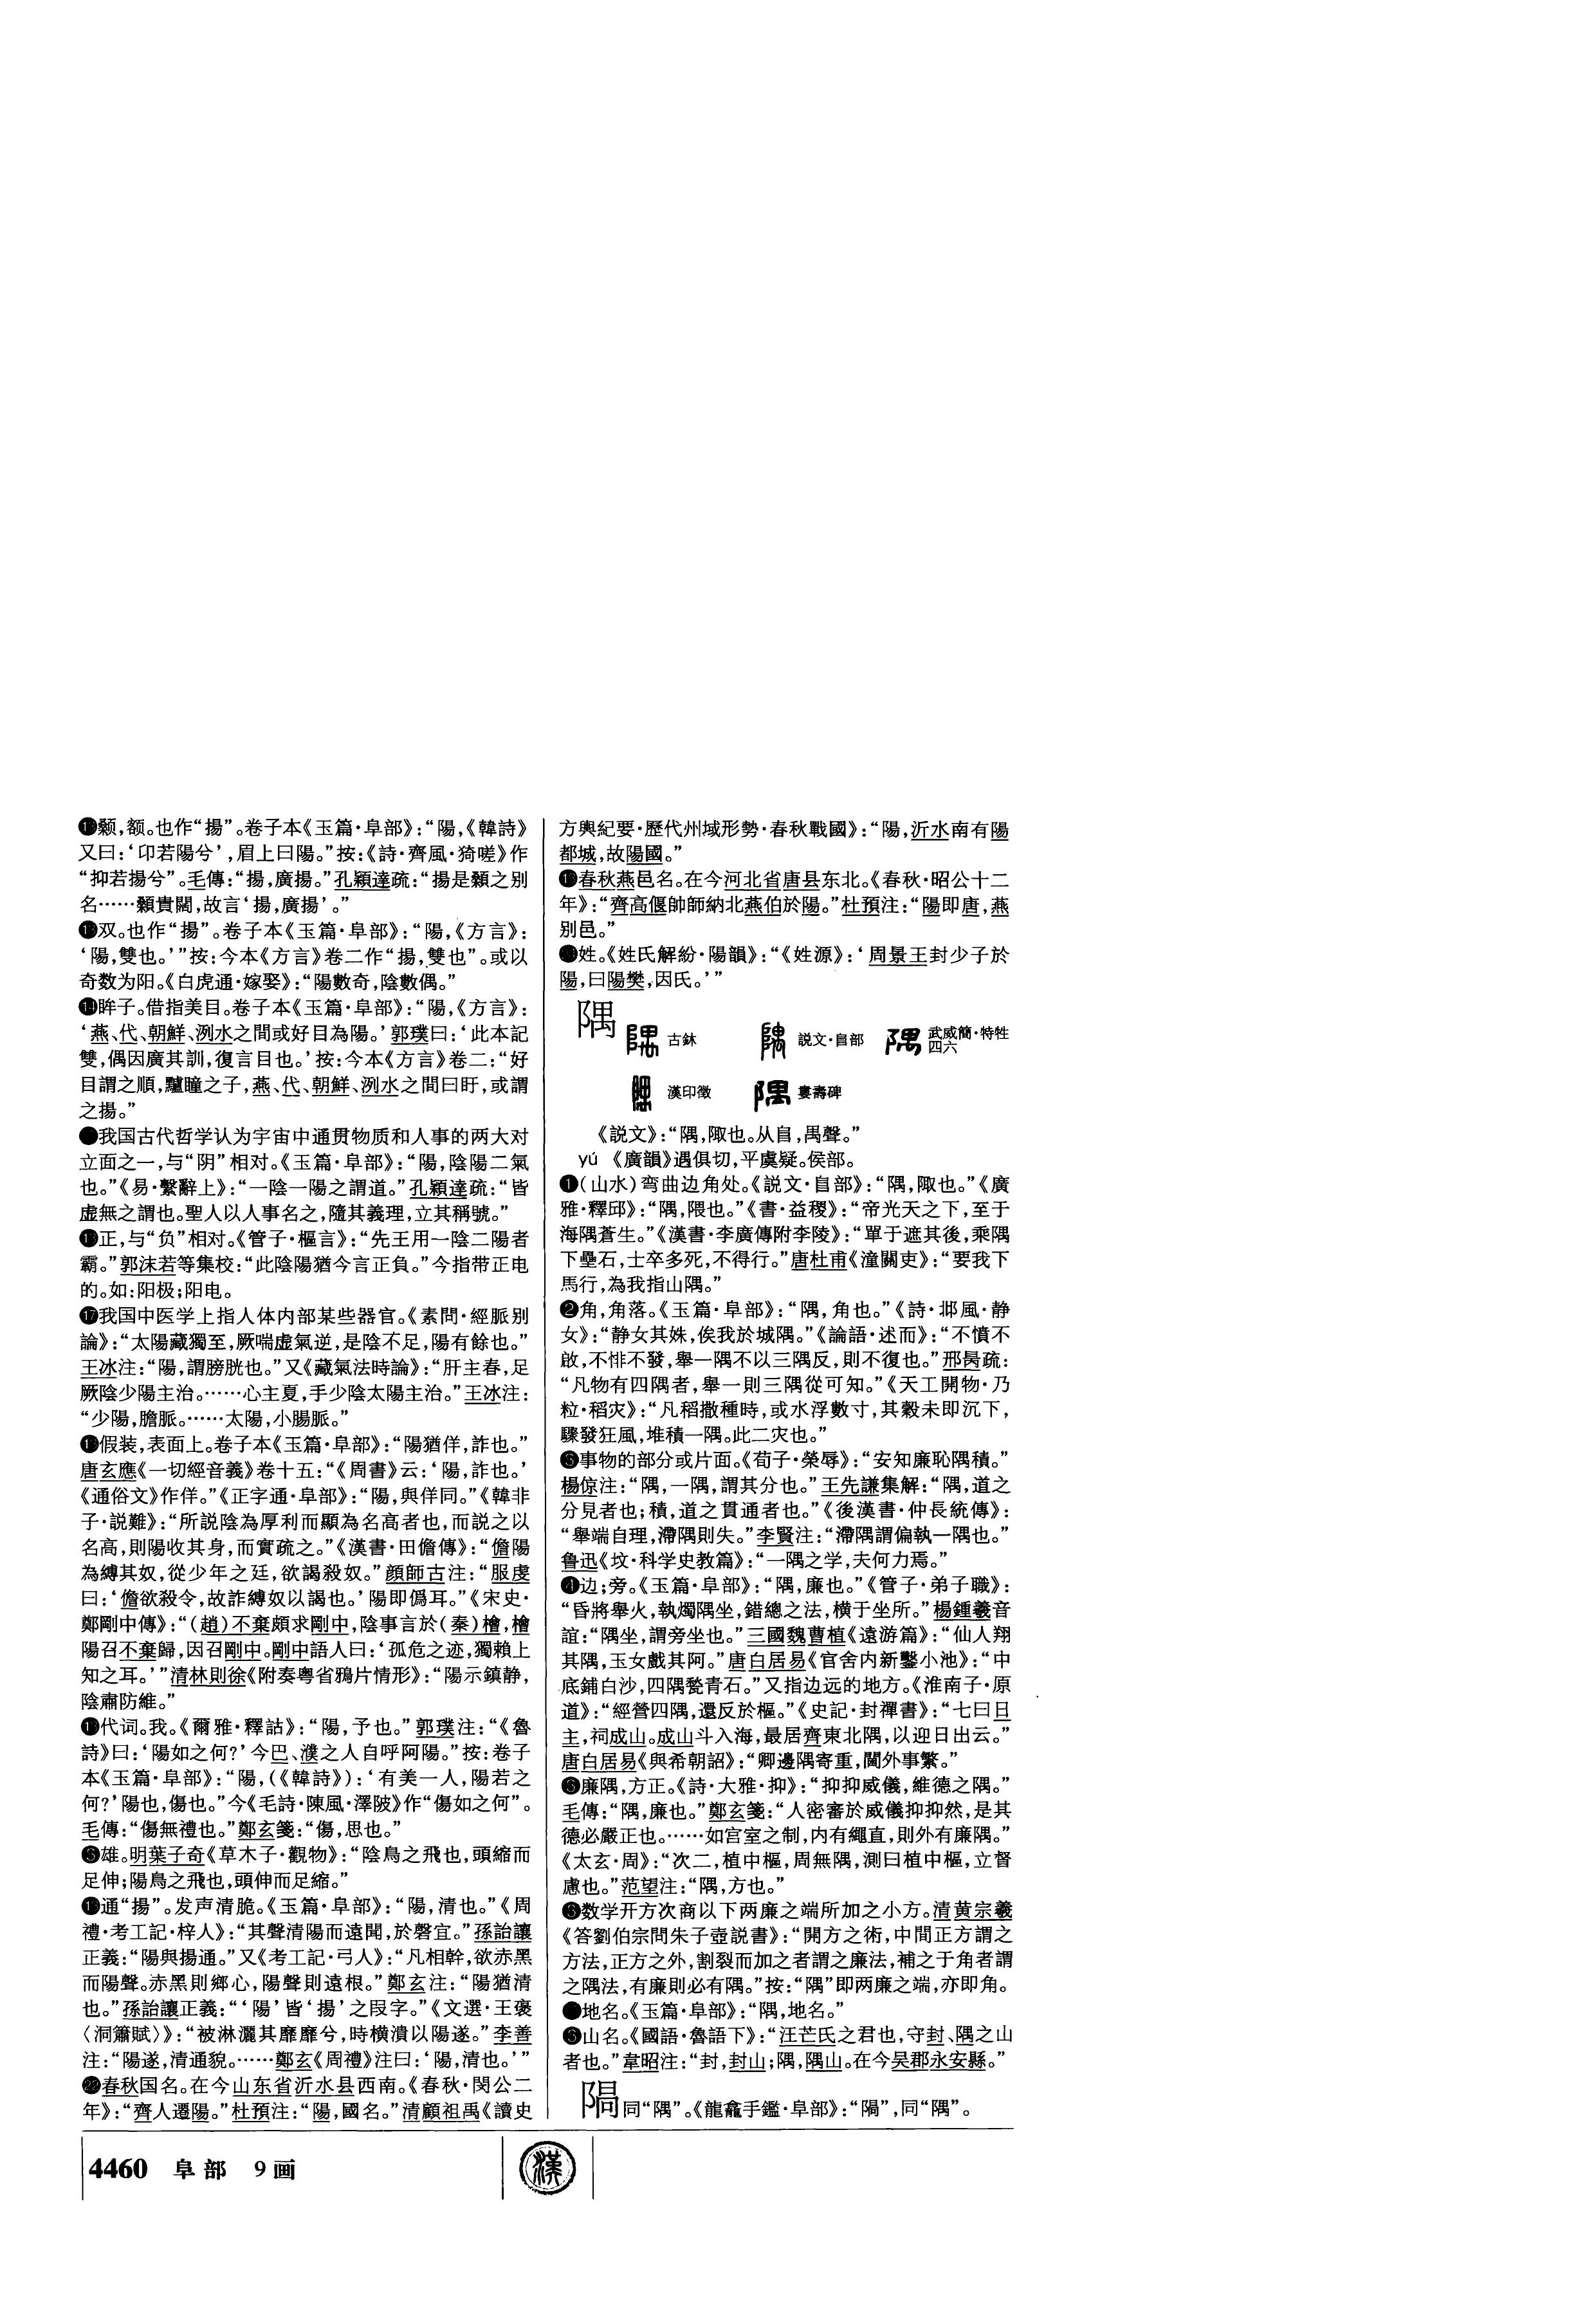 ⓬顙，额。也作“揚”。卷子本《玉篇·阜部》：“陽，《韓詩》
又曰：‘卬若陽兮’，眉上曰陽。”按：《詩·齊風·猗嗟》作
“抑若揚兮”。毛傳：“揚，廣揚。”孔穎達疏：“揚是顙之别
名……顙貴闊，故言‘揚，廣揚’。”
⓭双。也作“揚”。卷子本《玉篇·阜部》：“陽，《方言》：
‘陽，雙也。’”按：今本《方言》卷二作“揚，雙也”。或以
奇数为阳。《白虎通·嫁娶》：“陽數奇，陰數偶。”
⓮眸子。借指美目。卷子本《玉篇·阜部》：“陽，《方言》：
‘燕、代、朝鮮、洌水之間或好目為陽。’郭璞曰：‘此本記
雙，偶因廣其訓，復言目也。’按：今本《方言》卷二：“好
目謂之順，驢瞳之子，燕、代、朝鮮、洌水之間曰盱，或謂
之揚。”
我国古代哲学认为宇宙中通贯物质和人事的两大对
立面之一，与“阴”相对。《玉篇·阜部》：“陽，陰陽二氣
也。”《易·繫辭上》：“一陰一陽之謂道。”孔穎達疏：“皆
虚無之謂也。聖人以人事名之，隨其義理，立其稱號。”
正，与“负”相对。《管子·樞言》：“先王用一陰二陽者
霸。”郭沫若等集校：“此陰陽猶今言正負。”今指带正电
的。如：阳极；阳电。
⓱我国中医学上指人体内部某些器官。《素問·經脈别
論》：“太陽藏獨至，厥喘虚氣逆，是陰不足，陽有餘也。”
王冰注：“陽，謂膀胱也。”又《藏氣法時論》：“肝主春，足
厥陰少陽主治。……心主夏，手少陰太陽主治。”王冰注：
“少陽，膽脈。……太陽，小腸脈。”
假装，表面上。卷子本《玉篇·阜部》：“陽猶佯，詐也。”
唐玄應《一切經音義》卷十五：“《周書》云：‘陽，詐也。’
《通俗文》作佯。”《正字通·阜部》：“陽，與佯同。”《韓非
子·説難》：“所説陰為厚利而顯為名高者也，而説之以
名高，則陽收其身，而實疏之。”《漢書·田儋傳》：“儋陽
為縛其奴，從少年之廷，欲謁殺奴。”顔師古注：“服虔
曰：‘儋欲殺令，故詐縛奴以謁也。’陽即僞耳。”《宋史·
鄭剛中傳》：“（趙）不棄頗求剛中，陰事言於（秦）檜，檜
陽召不棄歸，因召剛中。剛中語人曰：‘孤危之迹，獨賴上
知之耳。’”清林則徐《附奏粤省鴉片情形》：“陽示鎮静，
陰肅防維。”
代词。我。《爾雅·釋詁》：“陽，予也。”郭璞注：“《魯
詩》曰：‘陽如之何？’今巴、濮之人自呼阿陽。”按：卷子
本《玉篇·阜部》：“陽，（《韓詩》）：‘有美一人，陽若之
何？’陽也，傷也。”今《毛詩·陳風·澤陂》作“傷如之何”。
毛傳：“傷無禮也。”鄭玄箋：“傷，思也。”
雄。明葉子奇《草木子·觀物》：“陰鳥之飛也，頭縮而
足伸；陽鳥之飛也，頭伸而足縮。”
通“揚”。发声清脆。《玉篇·阜部》：“陽，清也。”《周
禮·考工記·梓人》：“其聲清陽而遠聞，於磬宜。”孫詒讓
正義：“陽與揚通。”又《考工記·弓人》：“凡相幹，欲赤黑
而陽聲。赤黑則鄉心，陽聲則遠根。”鄭玄注：“陽猶清
也。”孫詒讓正義：“‘陽’皆‘揚’之叚字。”《文選·王褒
〈洞簫賦〉》：“被淋灑其靡靡兮，時横潰以陽遂。”李善
注：“陽遂，清通貌。……鄭玄《周禮》注曰：‘陽，清也。’”
㉒春秋国名。在今山东省沂水县西南。《春秋·閔公二
年》：“齊人遷陽。”杜預注：“陽，國名。”清顧祖禹《讀史
方輿紀要·歷代州域形勢·春秋戰國》：“陽，沂水南有陽
都城，故陽國。”
春秋燕邑名。在今河北省唐县东北。《春秋·昭公十二
年》：“齊高偃帥師納北燕伯於陽。”杜預注：“陽即唐，燕
别邑。”
姓。《姓氏解紛·陽韻》：“《姓源》：‘周景王封少子於
陽，曰陽樊，因氏。’”
隅 古鉥 説文·𨸏部 武威簡·特牲四六
漢印徵 婁壽碑
《説文》：“隅，陬也。从𨸏，禺聲。”
yú 《廣韻》遇俱切，平虞疑。侯部。
❶（山水）弯曲边角处。《説文·𨸏部》：“隅，陬也。”《廣
雅·釋邱》：“隅，隈也。”《書·益稷》：“帝光天之下，至于
海隅蒼生。”《漢書·李廣傳附李陵》：“單于遮其後，乘隅
下壘石，士卒多死，不得行。”唐杜甫《潼關吏》：“要我下
馬行，為我指山隅。”
❷角，角落。《玉篇·阜部》：“隅，角也。”《詩·邶風·静
女》：“静女其姝，俟我於城隅。”《論語·述而》：“不憤不
啟，不悱不發，舉一隅不以三隅反，則不復也。”邢昺疏：
“凡物有四隅者，舉一則三隅從可知。”《天工開物·乃
粒·稻灾》：“凡稻撒種時，或水浮數寸，其穀未即沉下，
驟發狂風，堆積一隅。此二灾也。”
❸事物的部分或片面。《荀子·榮辱》：“安知廉恥隅積。”
楊倞注：“隅，一隅，謂其分也。”王先謙集解：“隅，道之
分見者也；積，道之貫通者也。”《後漢書·仲長統傳》：
“舉端自理，滯隅則失。”李賢注：“滯隅謂偏執一隅也。”
鲁迅《坟·科学史教篇》：“一隅之学，夫何力焉。”
❹边；旁。《玉篇·阜部》：“隅，廉也。”《管子·弟子職》：
“昏將舉火，執燭隅坐，錯總之法，横于坐所。”楊鍾羲音
誼：“隅坐，謂旁坐也。”三國魏曹植《遠游篇》：“仙人翔
其隅，玉女戲其阿。”唐白居易《官舍内新鑿小池》：“中
底鋪白沙，四隅甃青石。”又指边远的地方。《淮南子·原
道》：“經營四隅，還反於樞。”《史記·封禪書》：“七曰日
主，祠成山。成山斗入海，最居齊東北隅，以迎日出云。”
唐白居易《與希朝詔》：“卿邊隅寄重，閫外事繁。”
廉隅，方正。《詩·大雅·抑》：“抑抑威儀，維德之隅。”
毛傳：“隅，廉也。”鄭玄箋：“人密審於威儀抑抑然，是其
德必嚴正也。……如宫室之制，内有繩直，則外有廉隅。”
《太玄·周》：“次二，植中樞，周無隅，測曰植中樞，立督
慮也。”范望注：“隅，方也。”
数学开方次商以下两廉之端所加之小方。清黄宗羲
《答劉伯宗問朱子壺説書》：“開方之術，中間正方謂之
方法，正方之外，割裂而加之者謂之廉法，補之于角者謂
之隅法，有廉則必有隅。”按：“隅”即两廉之端，亦即角。
地名。《玉篇·阜部》：“隅，地名。”
山名。《國語·魯語下》：“汪芒氏之君也，守封、隅之山
者也。”韋昭注：“封，封山；隅，隅山。在今吴郡永安縣。”
同“隅”。《龍龕手鑑·阜部》：“，同“隅”。
4460 阜部 9画
漢